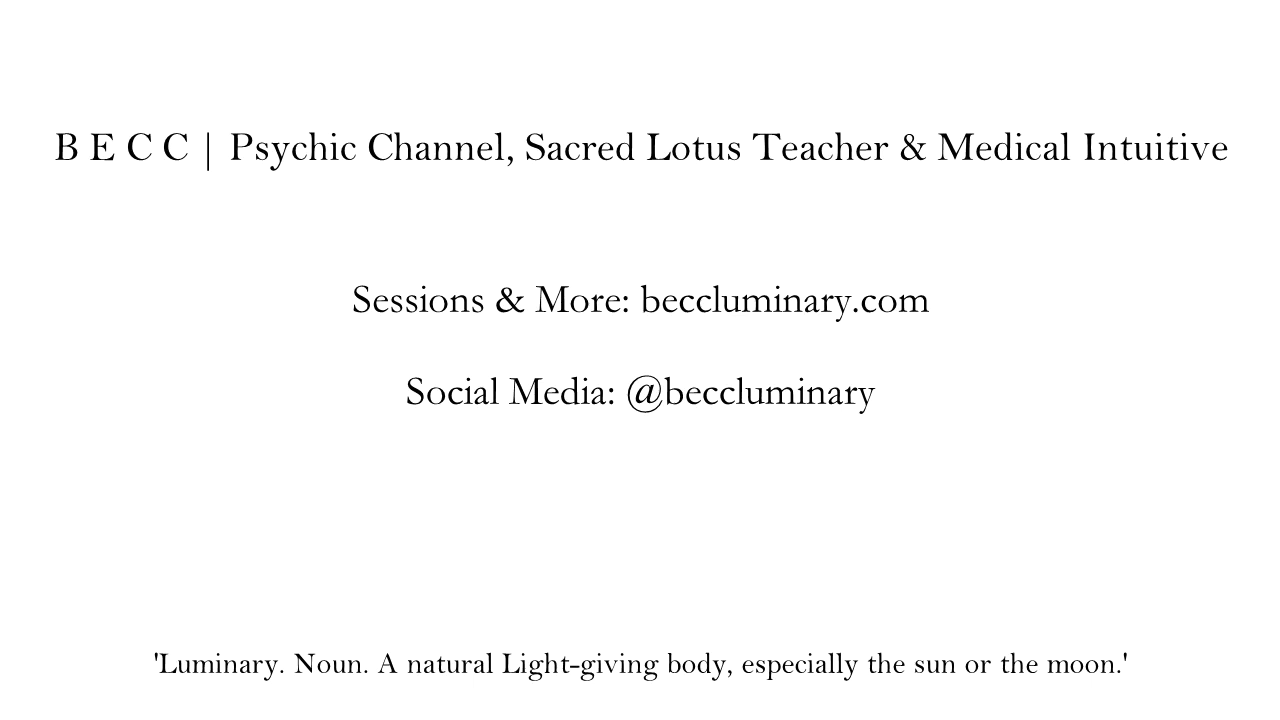 B E C C | Psychic Channel, Sacred Lotus Teacher & Medical Intuitive
Sessions & More: beccluminary.com
Social Media: @beccluminary
'Luminary. Noun. A natural Light-giving body, especially the sun or the moon.'